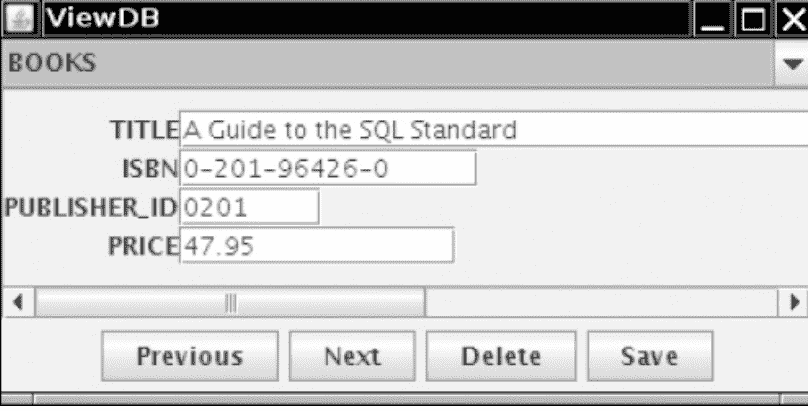 ViewDB
BOOKS
TITLE A Guide to the SQL Standard
ISBN 0-201-96426-0
PUBLISHER_ID 0201
PRICE 47.95
Previous Next Delete Save